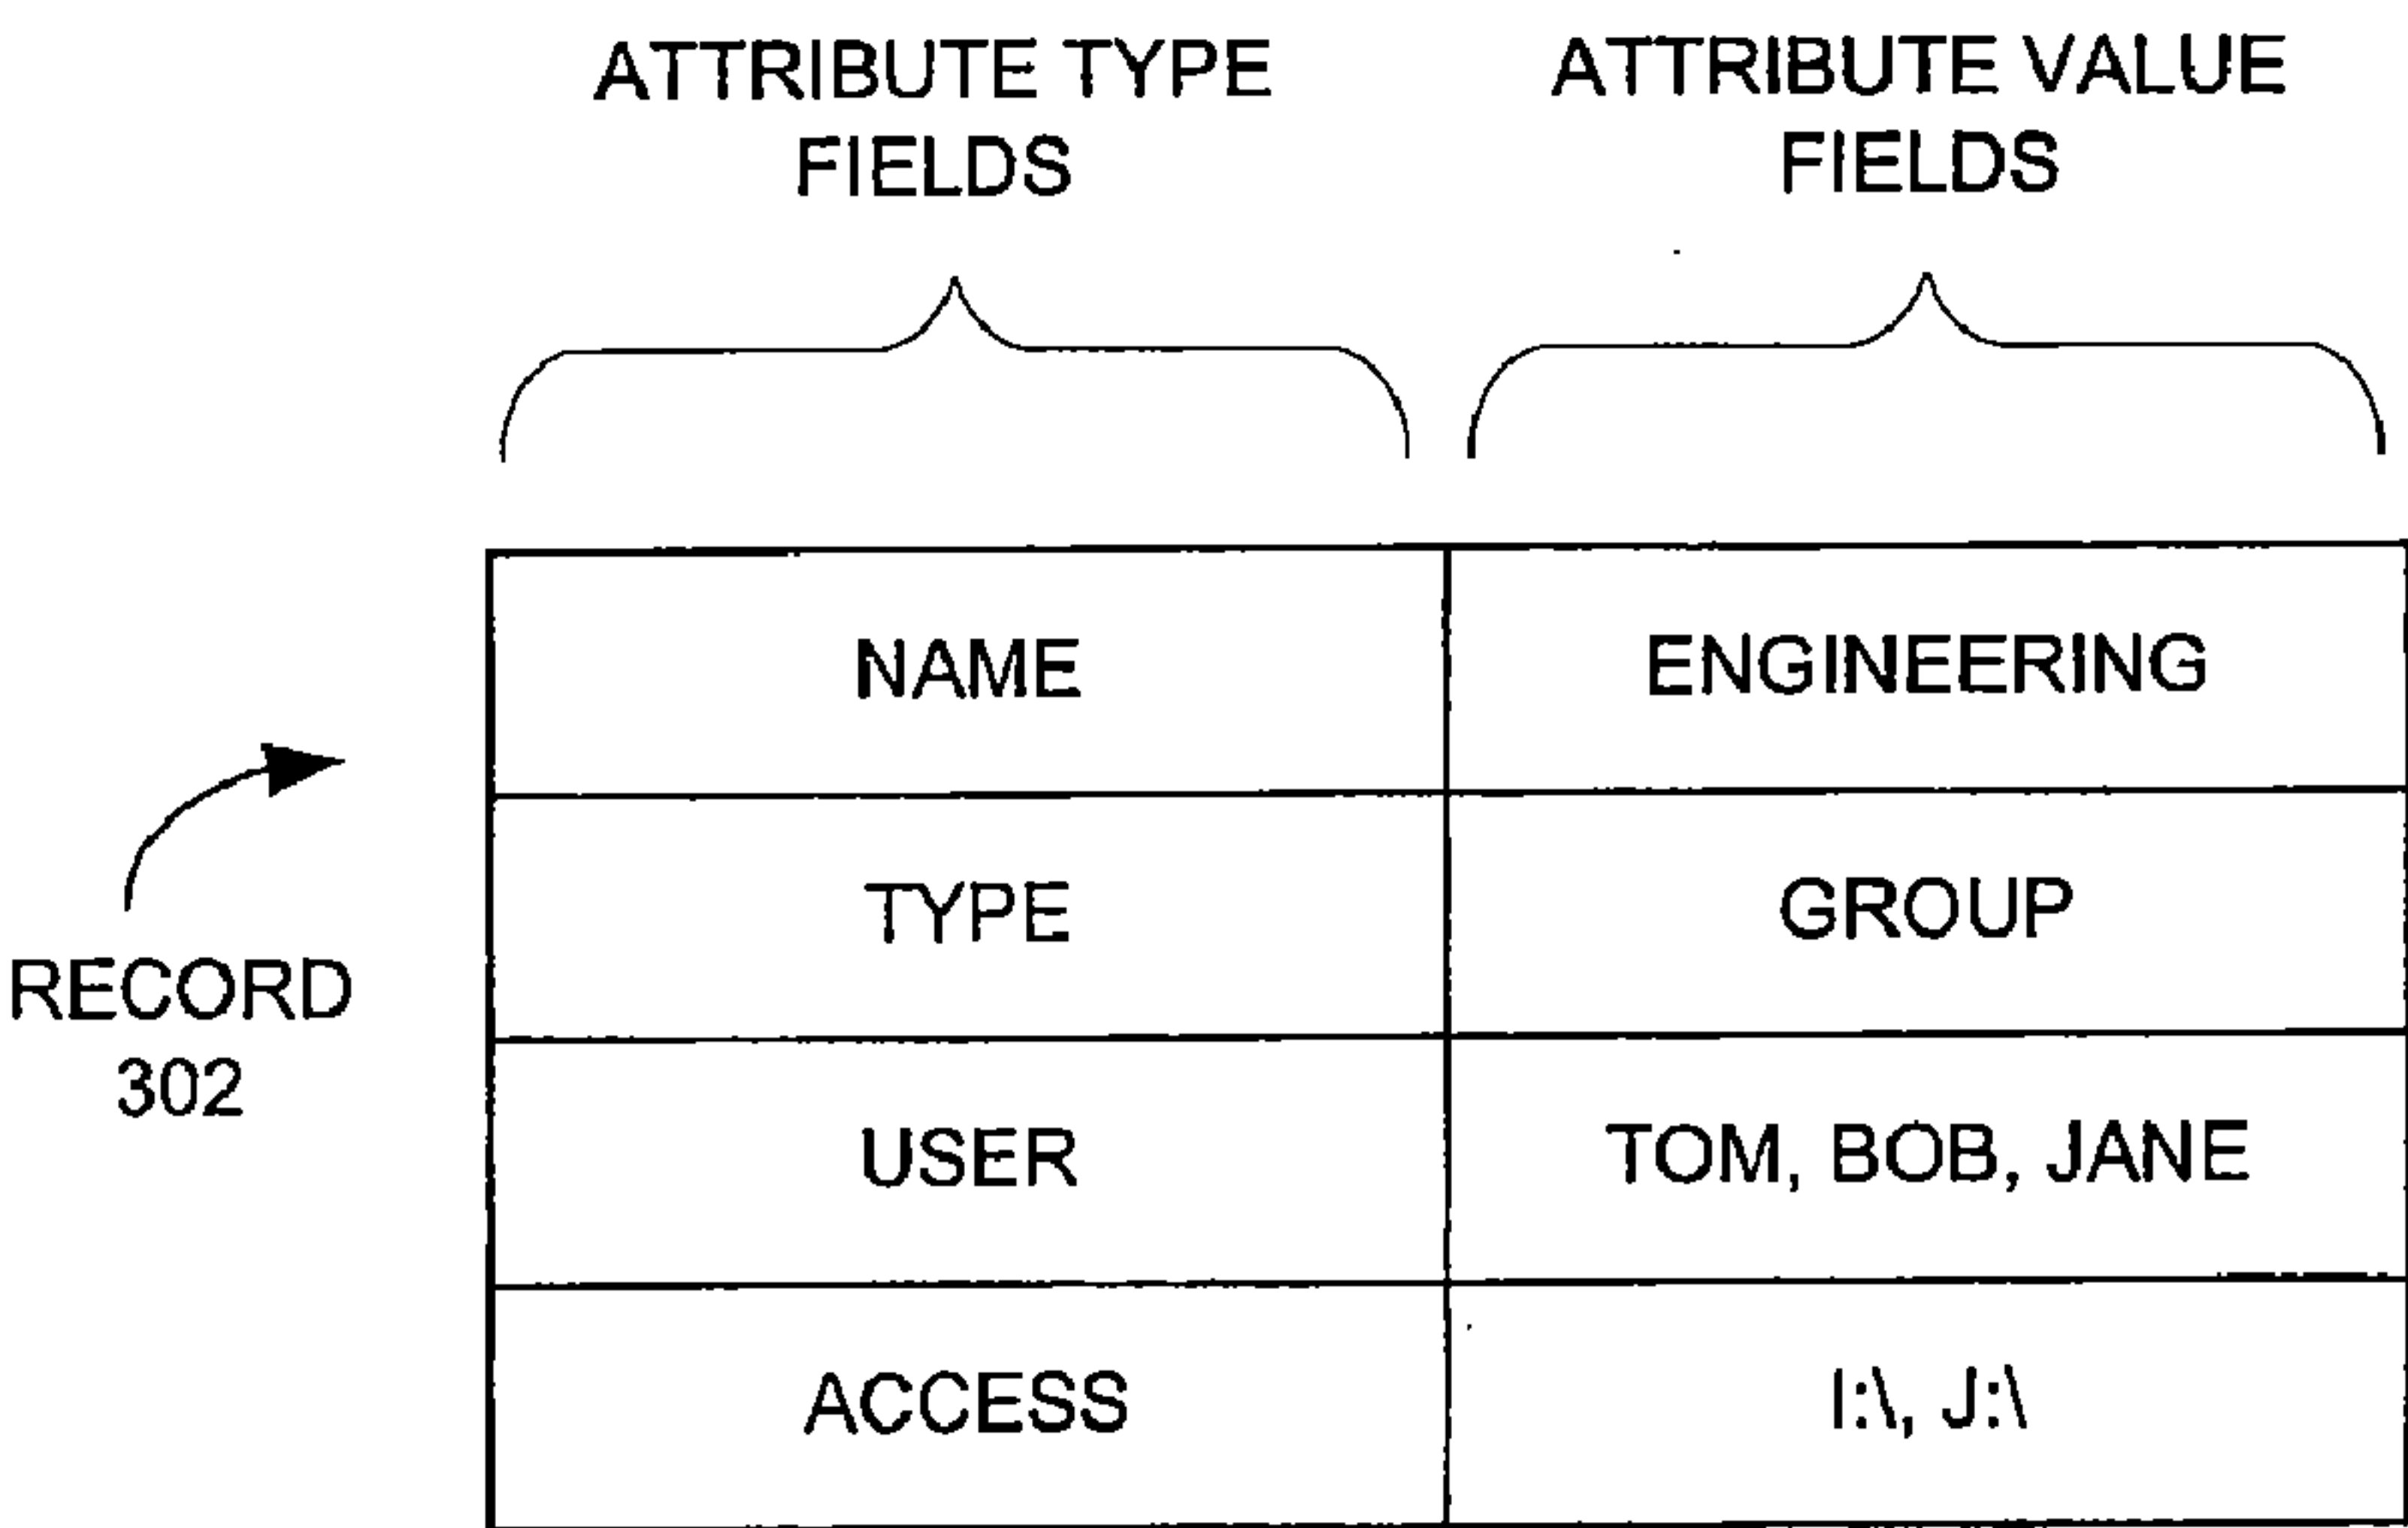 ATTRIBUTE TYPE
FIELDS
ATTRIBUTE VALUE
FIELDS
NAME
ENGINEERING
TYPE
GROUP
RECORD
302
USER
TOM, BOB, JANE
ACCESS
I:\, J:\